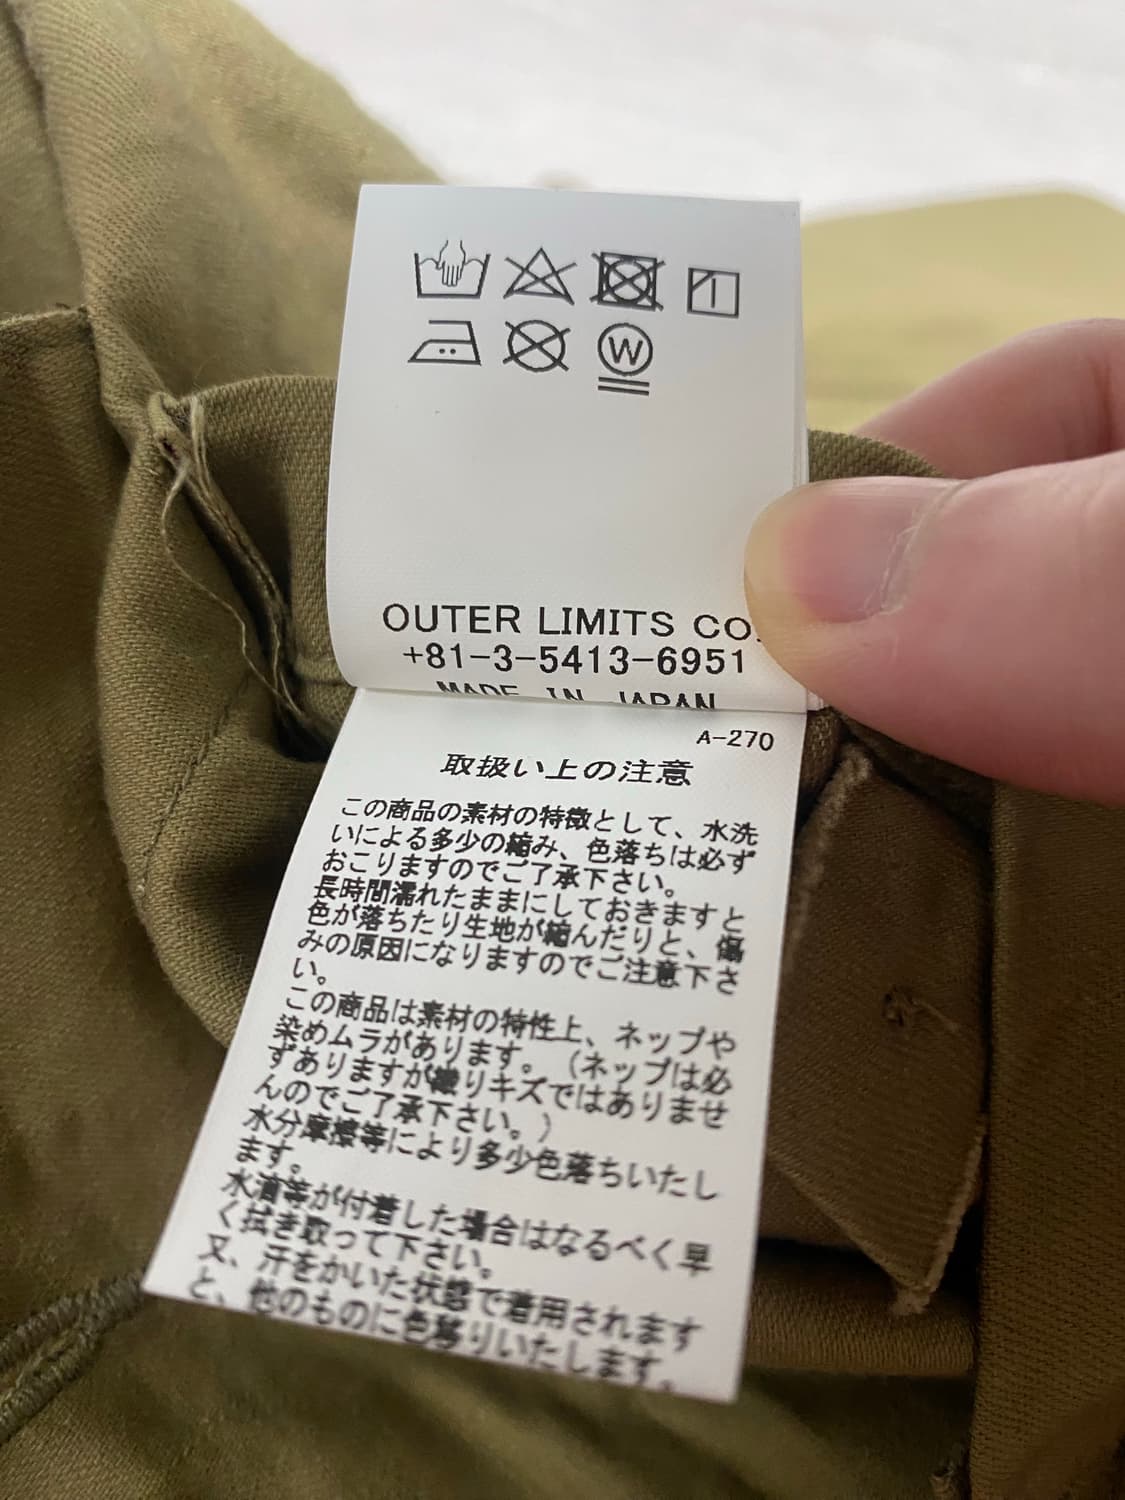 W
OUTER LIMITS CO.
+81-3-5413-6951
MADE IN JAPAN
A-270
取扱い上の注意
この商品の素材の特徴として、水洗
いによる多少の縮み、色落ちは必ず
おこりますのでご了承下さい。
長時間濡れたままにしておきますと
色が落ちたり生地が縮んだりと、傷
みの原因になりますのでご注意下さ
い。
この商品は素材の特性上、ネップや
染めムラがあります。（ネップは必
ずありますが織りキズではありませ
んのでご了承下さい。）
水分摩擦等により多少色落ちいたし
ます。
水滴等が付着した場合はなるべく早
く拭き取って下さい。
又、汗をかいた状態で着用されます
と、他のものに色移りいたします。